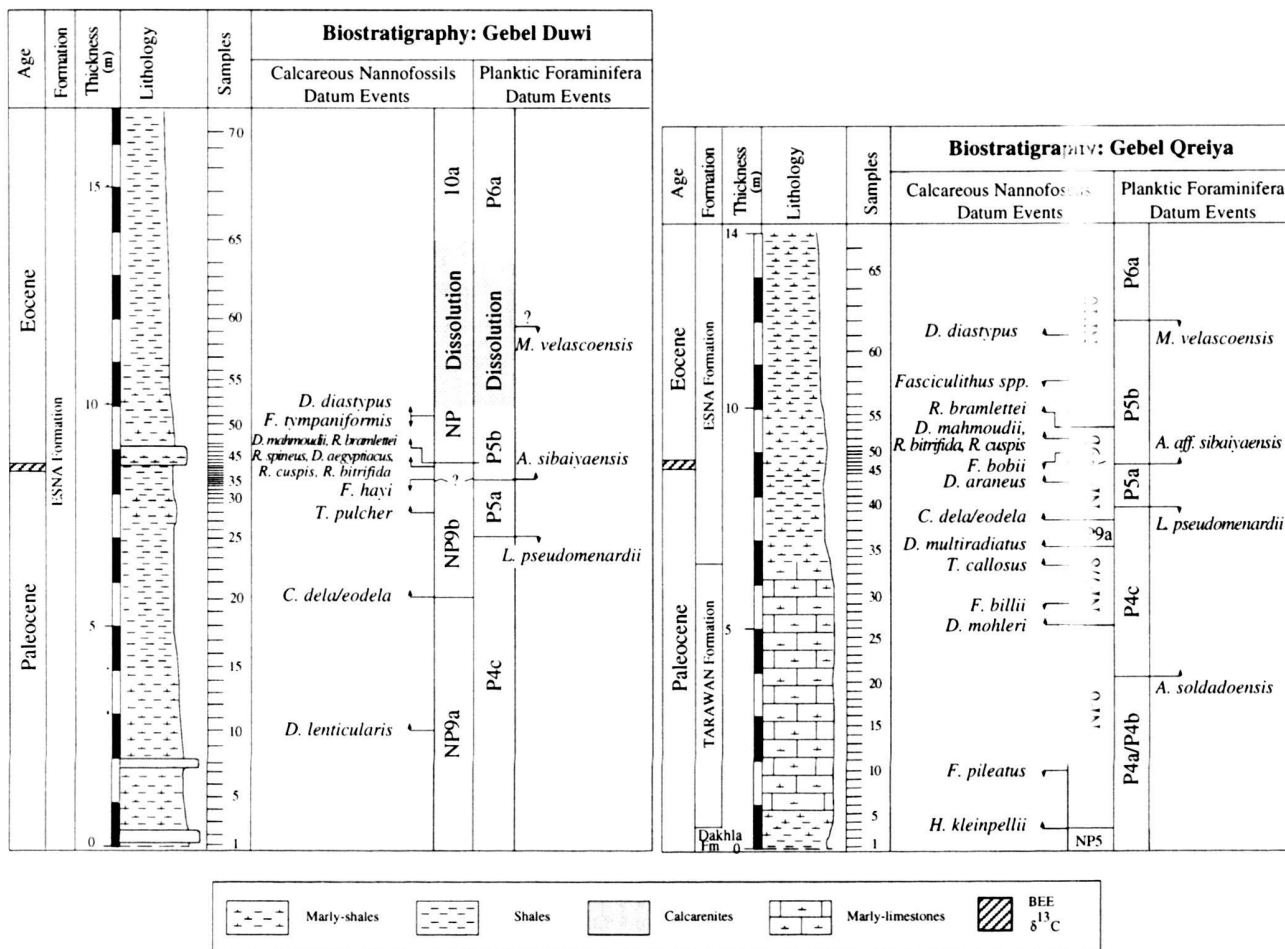 Biostratigraphy: Gebel Duwi
Age
Formation
Thickness
(m)
Lithology
Samples
Calcareous Nannofossils
Datum Events
Planktic Foraminifera
Datum Events
Eocene
Paleocene
ESNA Formation
15
10
5
0
70
65
60
55
50
45
35
30
25
20
15
10
5
1
D. diastypus
F. tympaniformis
D. mahmoudii, R. bramlettei
R. spineus, D. aegyptiacus,
R. cuspis, R. bitrifida
F. hayi
T. pulcher
C. dela/eodela
D. lenticularis
10a
Dissolution
NP
?
NP9b
NP9a
P6a
Dissolution
P5b
P5a
P4c
?
M. velascoensis
A. sibaiyaensis
L. pseudomenardii
Biostratigraphy: Gebel Qreiya
Age
Formation
Thickness
(m)
Lithology
Samples
Calcareous Nannofossils
Datum Events
Planktic Foraminifera
Datum Events
Eocene
Paleocene
ESNA Formation
TARAWAN Formation
Dakhla
Fm
14
10
5
0
65
60
55
50
45
40
35
30
25
20
15
10
5
1
D. diastypus
Fasciculithus spp.
R. bramlettei
D. mahmoudii,
R. bitrifida, R. cuspis
F. bobii
D. araneus
C. dela/eodela
D. multiradiatus
T. callosus
F. billii
D. mohleri
F. pileatus
H. kleinpellii
P9a
NP5
P6a
P5b
P5a
P4c
P4a/P4b
M. velascoensis
A. aff. sibaiyaensis
L. pseudomenardii
A. soldadoensis
Marly-shales
Shales
Calcarenites
Marly-limestones
BEE
δ13C